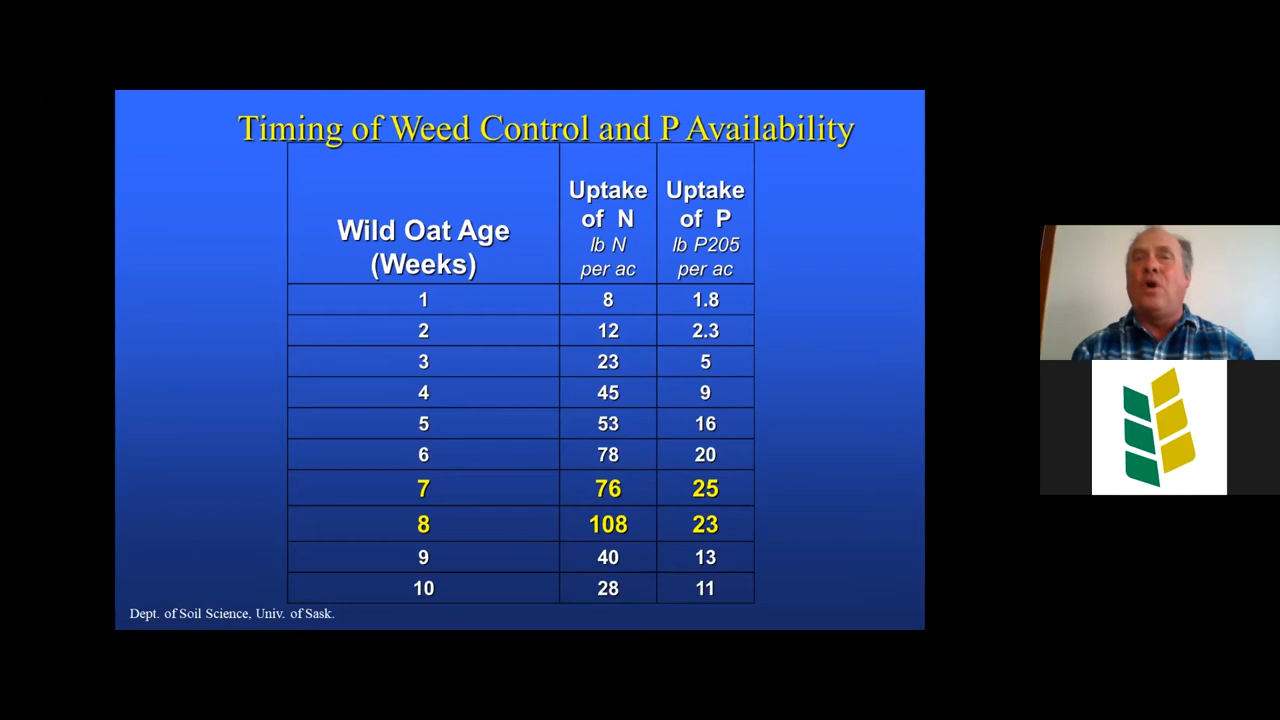 Timing of Weed Control and P Availability
Wild Oat Age
(Weeks)
Uptake
of N
lb N
per ac
Uptake
of P
lb P205
per ac
1 8 1.8
2 12 2.3
3 23 5
4 45 9
5 53 16
6 78 20
7 76 25
8 108 23
9 40 13
10 28 11
Dept. of Soil Science, Univ. of Sask.